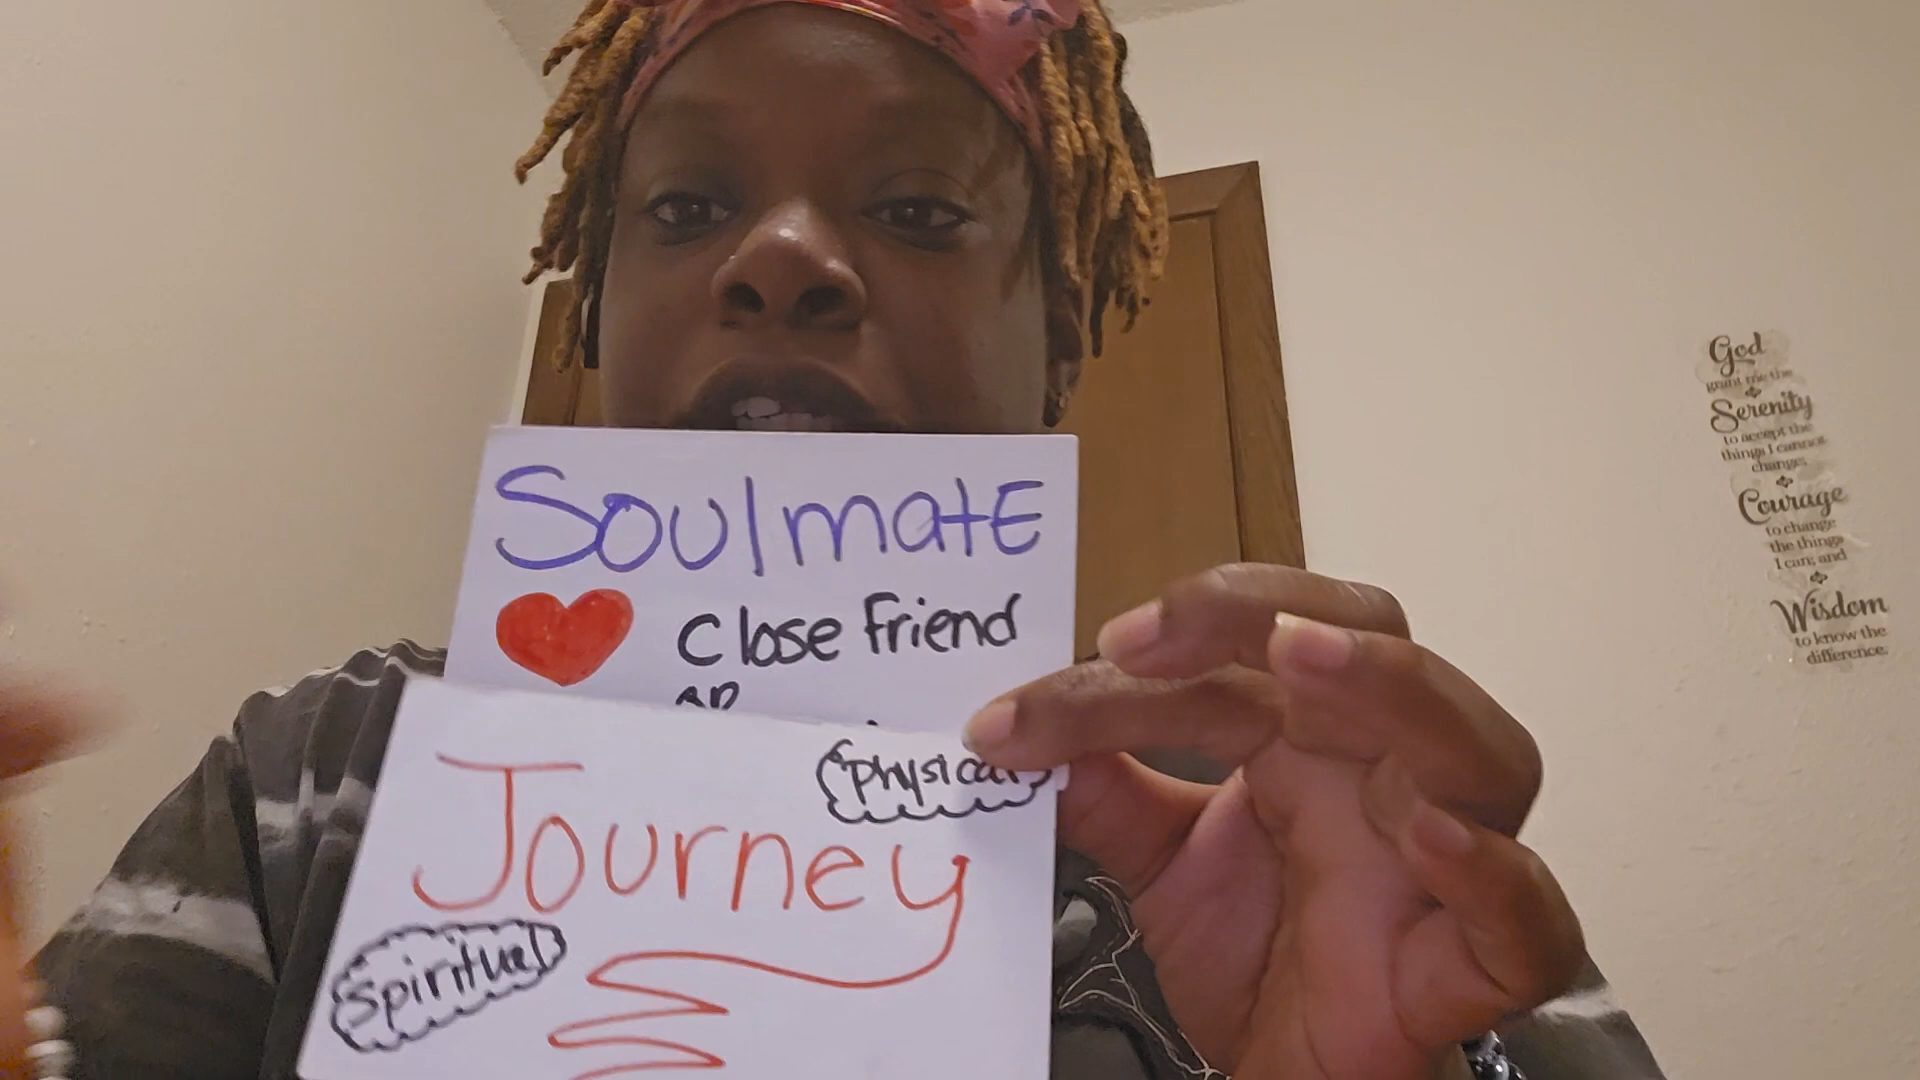 Soulmate
Close Friend
OR
Physical
Journey
Spiritual
God
grant me the
Serenity
to accept the
things I cannot
change;
Courage
to change
the things
I can; and
Wisdom
to know the
difference.